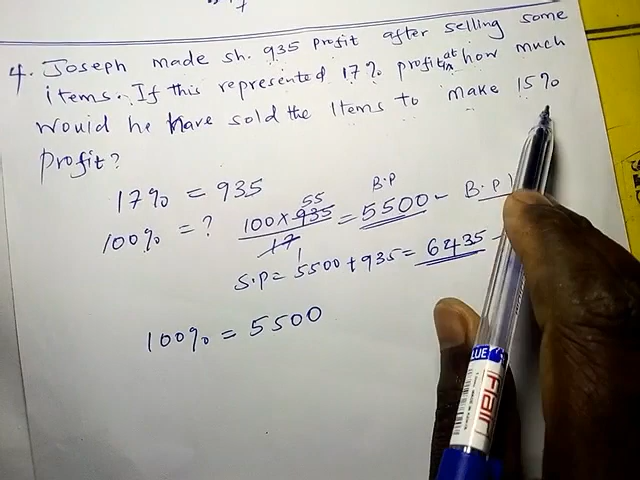 4. Joseph made sh. 935 profit after selling some
items. If this represented 17% profit, at how much
would he have sold the items to make 15%
profit?
17% = 935
100% = ? 100 x 935 55 / 17 1 = 5500 - B.P B.P)
S.P = 5500 + 935 = 6435 -
100% = 5500
BLUE
Flair